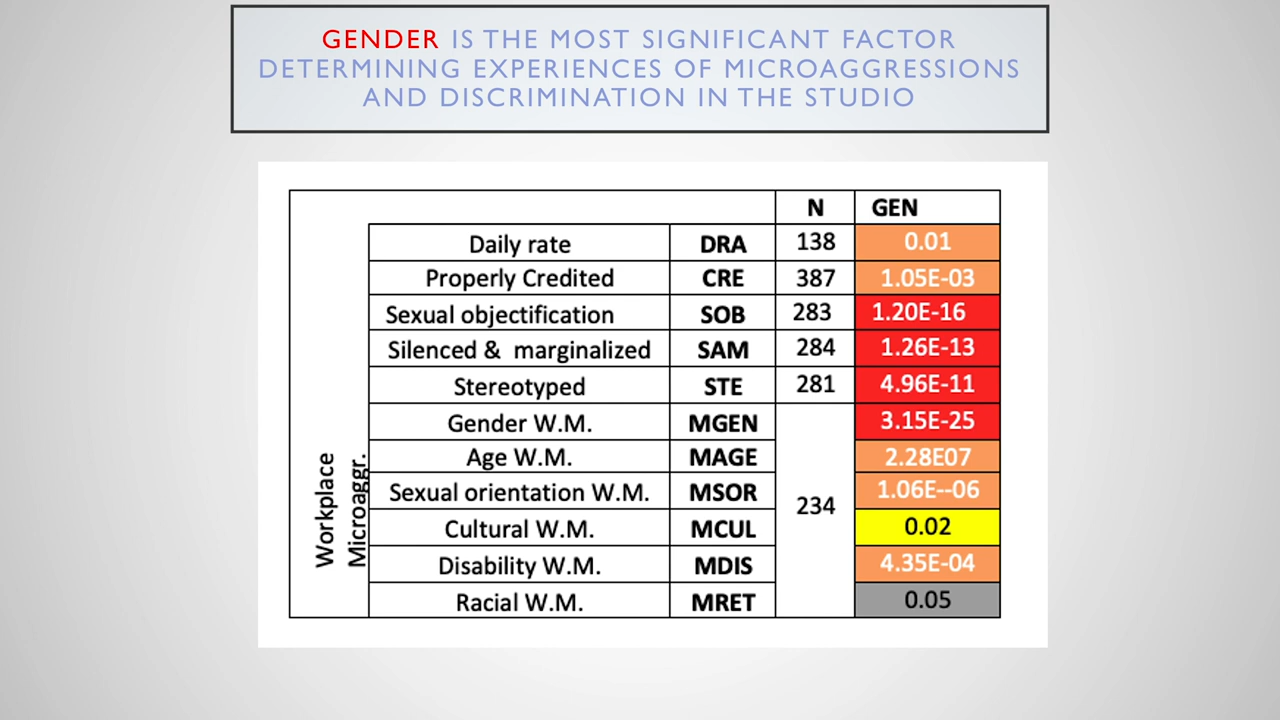 GENDER IS THE MOST SIGNIFICANT FACTOR
DETERMINING EXPERIENCES OF MICROAGGRESSIONS
AND DISCRIMINATION IN THE STUDIO
N GEN
Daily rate DRA 138 0.01
Properly Credited CRE 387 1.05E-03
Sexual objectification SOB 283 1.20E-16
Silenced & marginalized SAM 284 1.26E-13
Stereotyped STE 281 4.96E-11
Workplace
Microaggr.
Gender W.M. MGEN 3.15E-25
Age W.M. MAGE 2.28E07
Sexual orientation W.M. MSOR 1.06E--06
234
Cultural W.M. MCUL 0.02
Disability W.M. MDIS 4.35E-04
Racial W.M. MRET 0.05